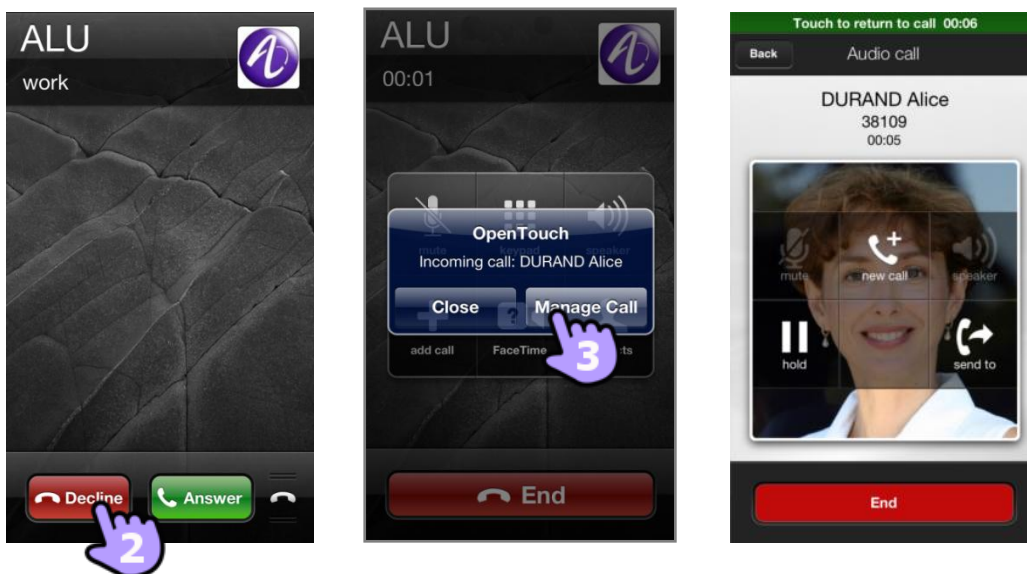 ALU
work
Decline
Answer
2
ALU
00:01
mute
keypad
speaker
OpenTouch
Incoming call: DURAND Alice
Close
?
Manage Call
add call
FaceTime
3
End
Touch to return to call 00:06
Back
Audio call
DURAND Alice
38109
00:05
mute
new call
speaker
hold
send to
End